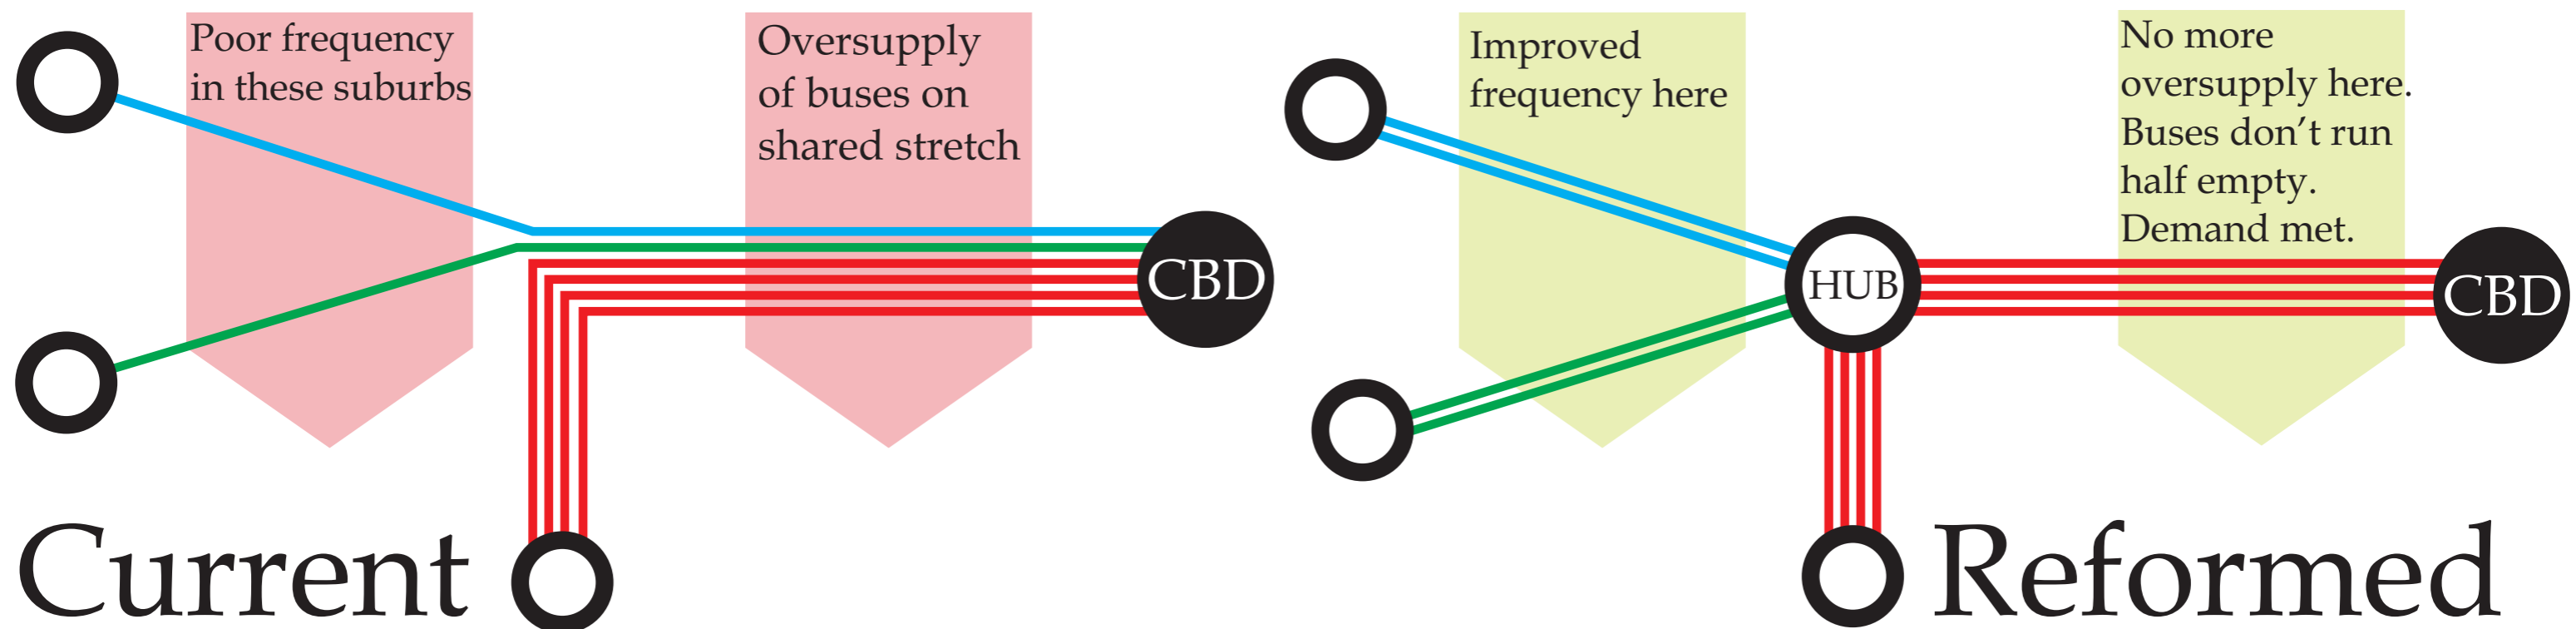 Poor frequency
in these suburbs
Oversupply
of buses on
shared stretch
CBD
Current
Improved
frequency here
No more
oversupply here.
Buses don’t run
half empty.
Demand met.
HUB
CBD
Reformed